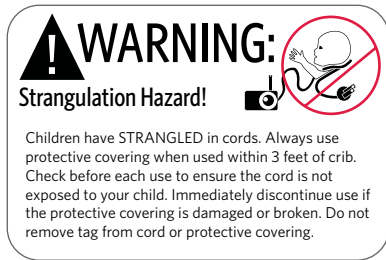 WARNING:
Strangulation Hazard!
Children have STRANGLED in cords. Always use
protective covering when used within 3 feet of crib.
Check before each use to ensure the cord is not
exposed to your child. Immediately discontinue use if
the protective covering is damaged or broken. Do not
remove tag from cord or protective covering.